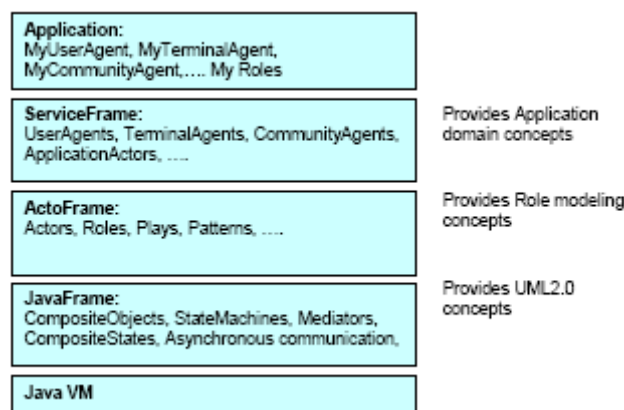 Application:
MyUserAgent, MyTerminalAgent,
MyCommunityAgent,.... My Roles
ServiceFrame:
UserAgents, TerminalAgents, CommunityAgents,
ApplicationActors, ....
Provides Application
domain concepts
ActoFrame:
Actors, Roles, Plays, Patterns, ....
Provides Role modeling
concepts
JavaFrame:
CompositeObjects, StateMachines, Mediators,
CompositeStates, Asynchronous communication,
Provides UML2.0
concepts
Java VM